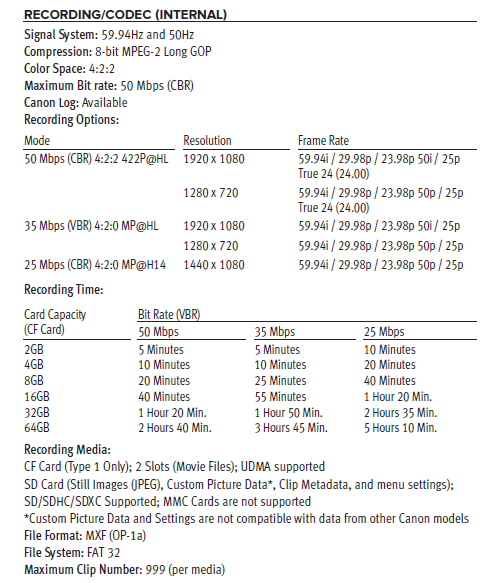 RECORDING/CODEC (INTERNAL)
Signal System: 59.94Hz and 50Hz
Compression: 8-bit MPEG-2 Long GOP
Color Space: 4:2:2
Maximum Bit rate: 50 Mbps (CBR)
Canon Log: Available
Recording Options:
Mode Resolution Frame Rate
50 Mbps (CBR) 4:2:2 422P@HL 1920 x 1080 59.94i / 29.98p / 23.98p 50i / 25p
True 24 (24.00)
1280 x 720 59.94i / 29.98p / 23.98p 50p / 25p
True 24 (24.00)
35 Mbps (VBR) 4:2:0 MP@HL 1920 x 1080 59.94i / 29.98p / 23.98p 50i / 25p
1280 x 720 59.94i / 29.98p / 23.98p 50p / 25p
25 Mbps (CBR) 4:2:0 MP@H14 1440 x 1080 59.94i / 29.98p / 23.98p 50p / 25p
Recording Time:
Card Capacity Bit Rate (VBR)
(CF Card) 50 Mbps 35 Mbps 25 Mbps
2GB 5 Minutes 5 Minutes 10 Minutes
4GB 10 Minutes 10 Minutes 20 Minutes
8GB 20 Minutes 25 Minutes 40 Minutes
16GB 40 Minutes 55 Minutes 1 Hour 20 Min.
32GB 1 Hour 20 Min. 1 Hour 50 Min. 2 Hours 35 Min.
64GB 2 Hours 40 Min. 3 Hours 45 Min. 5 Hours 10 Min.
Recording Media:
CF Card (Type 1 Only); 2 Slots (Movie Files); UDMA supported
SD Card (Still Images (JPEG), Custom Picture Data*, Clip Metadata, and menu settings);
SD/SDHC/SDXC Supported; MMC Cards are not supported
*Custom Picture Data and Settings are not compatible with data from other Canon models
File Format: MXF (OP-1a)
File System: FAT 32
Maximum Clip Number: 999 (per media)